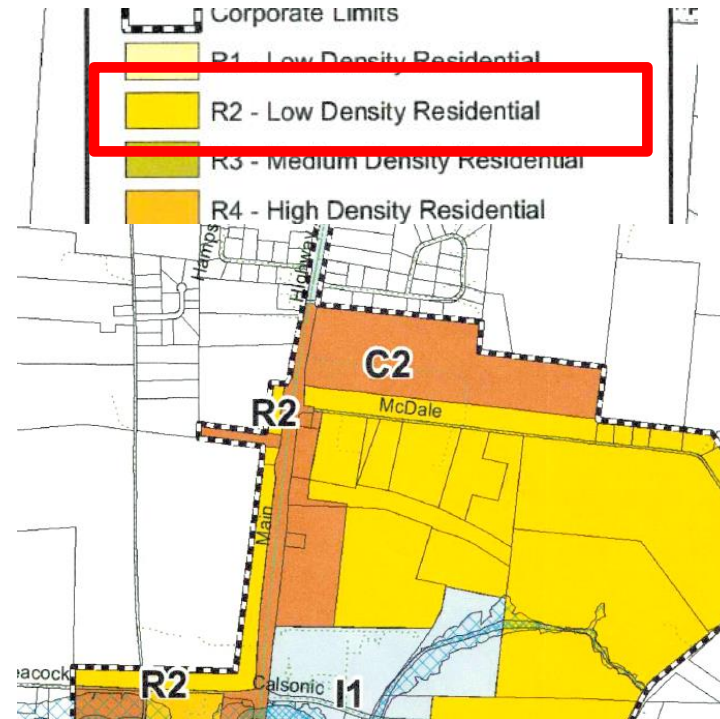 Corporate Limits
R1 - Low Density Residential
R2 - Low Density Residential
R3 - Medium Density Residential
R4 - High Density Residential
Hamps
Highway
C2
R2
McDale
Main
eacock
R2
Calsonic
I1